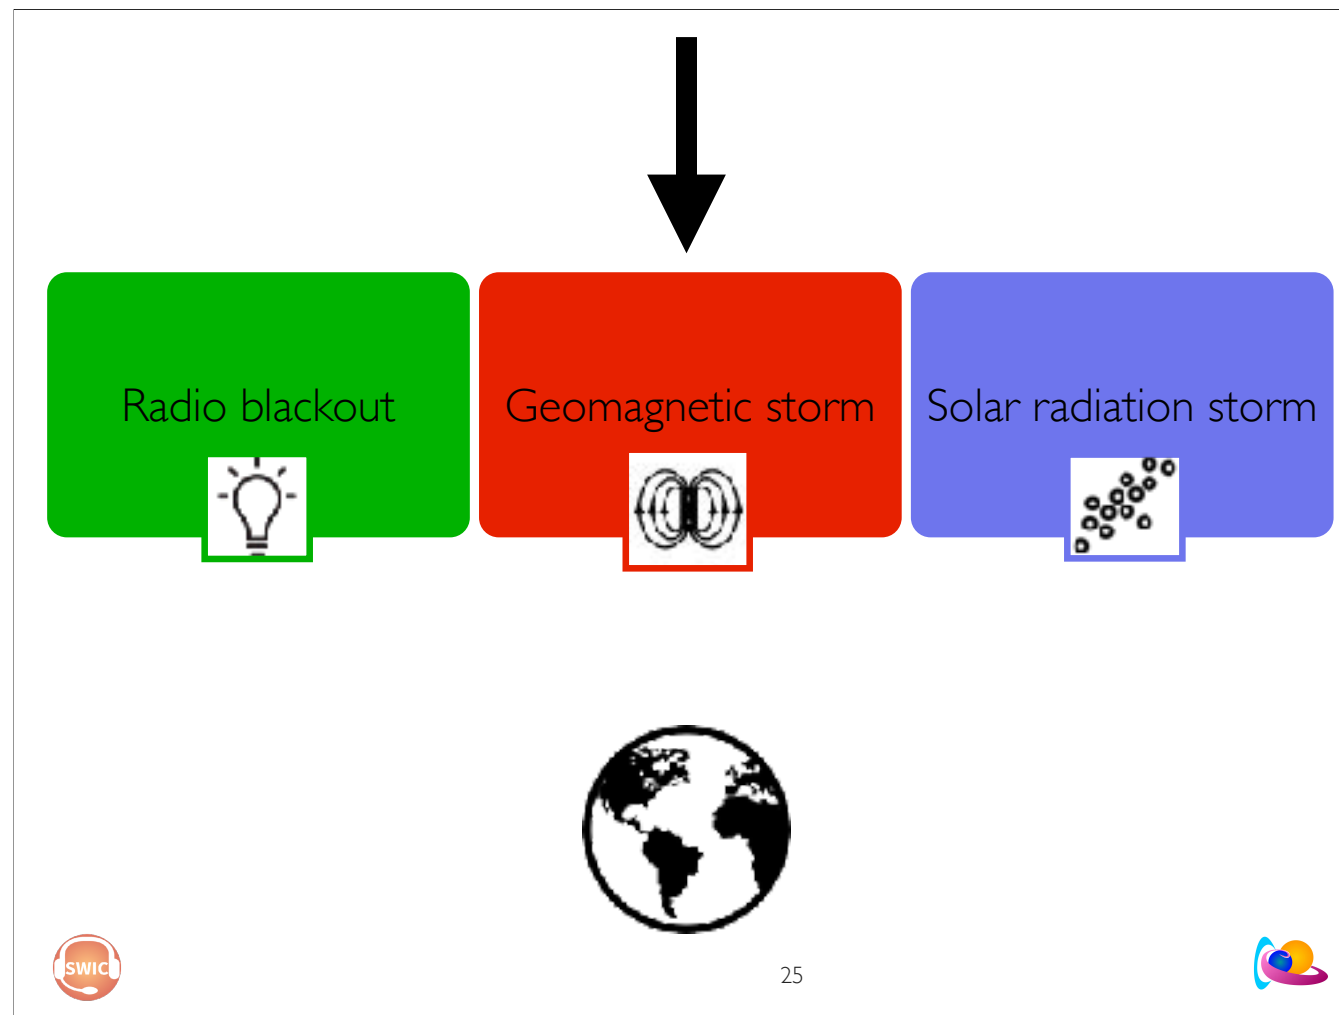 Radio blackout
Geomagnetic storm
Solar radiation storm
SWIC
25